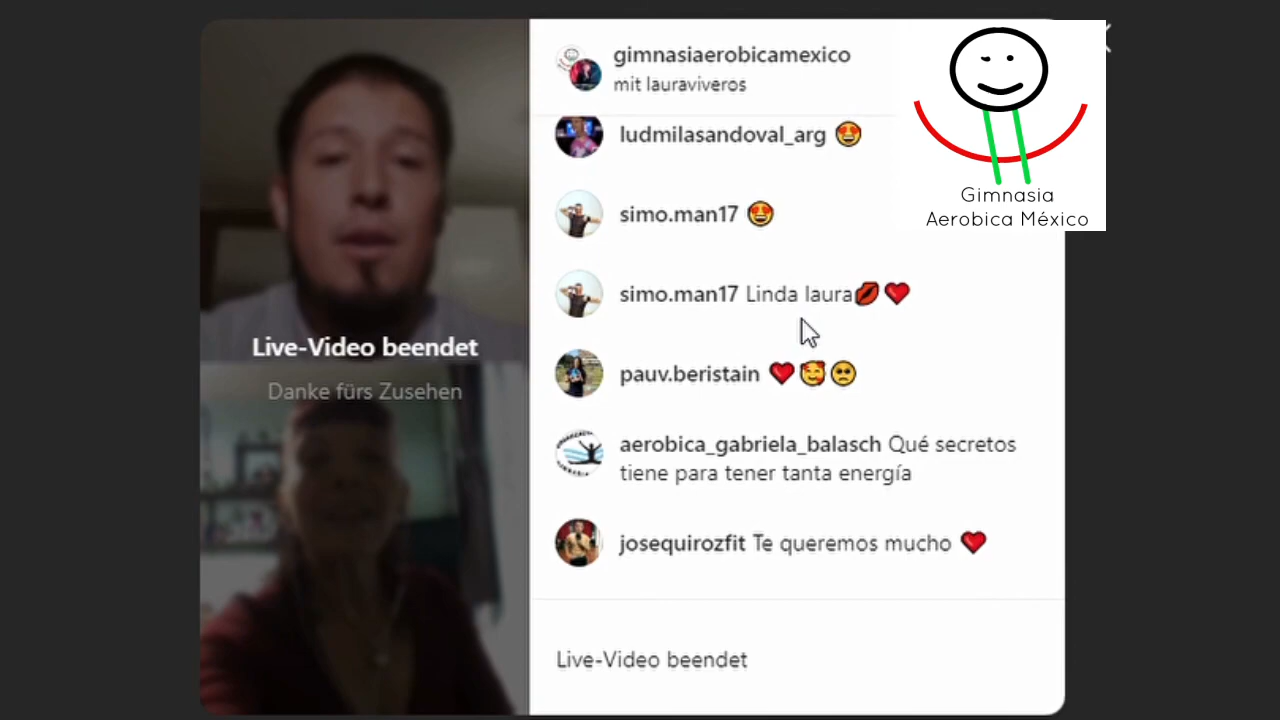 Live-Video beendet
Danke fürs Zusehen
gimnasiaerobicamexico
mit lauraviveros
ludmilasandoval_arg 😍
simo.man17 😍
simo.man17 Linda laura💋❤️
pauv.beristain ❤️🥰🥺
aerobica_gabriela_balasch Qué secretos
tiene para tener tanta energía
josequirozfit Te queremos mucho ❤️
Live-Video beendet
Gimnasia
Aerobica México